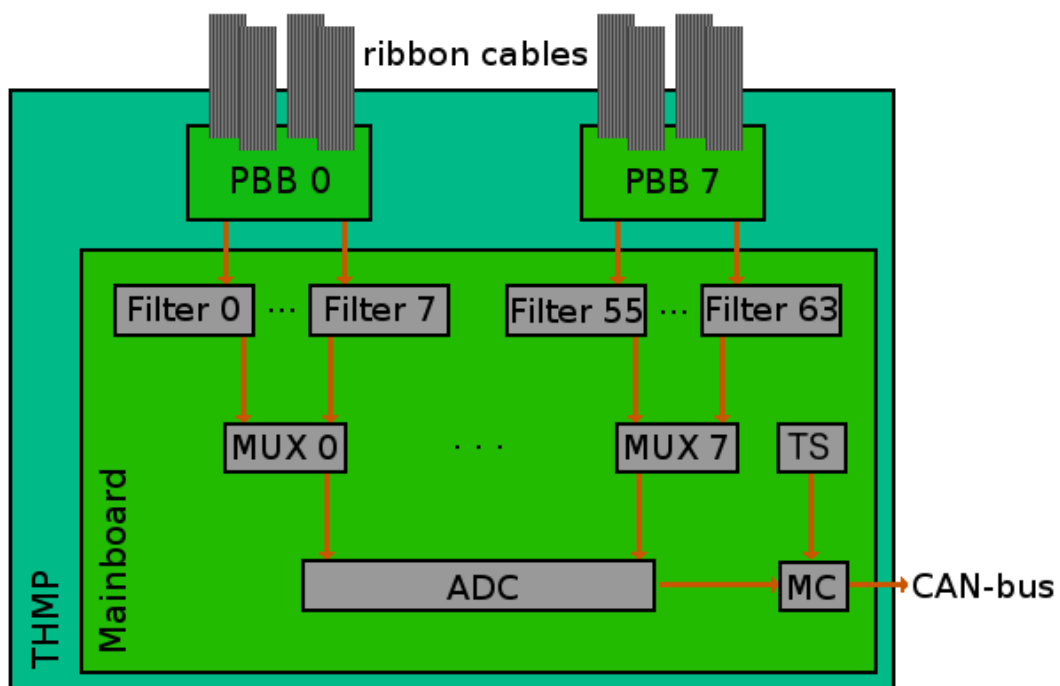 ribbon cables
PBB 0
PBB 7
Filter 0 ... Filter 7
Filter 55 ... Filter 63
MUX 0 . . . MUX 7
TS
Mainboard
THMP
ADC
MC
CAN-bus